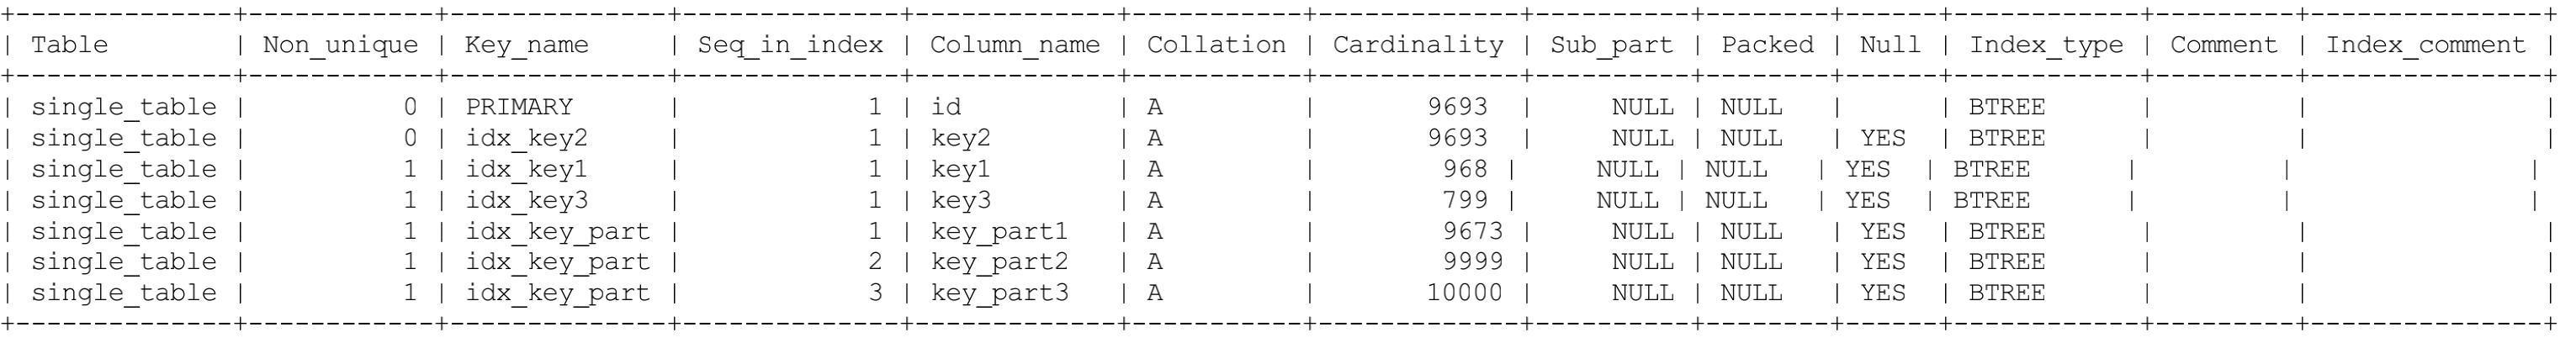 +--------------+------------+--------------+--------------+-------------+-----------+-------------+-----------+--------+------+------------+---------+---------------+
| Table        | Non_unique | Key_name     | Seq_in_index | Column_name | Collation | Cardinality | Sub_part | Packed | Null | Index_type | Comment | Index_comment |
+--------------+------------+--------------+--------------+-------------+-----------+-------------+-----------+--------+------+------------+---------+---------------+
| single_table |          0 | PRIMARY      |            1 | id          | A         |       9693  |     NULL | NULL   |      | BTREE      |         |               |
| single_table |          0 | idx_key2     |            1 | key2        | A         |       9693  |     NULL | NULL   | YES  | BTREE      |         |               |
| single_table |          1 | idx_key1     |            1 | key1        | A         |        968 |     NULL | NULL   | YES  | BTREE      |         |               |
| single_table |          1 | idx_key3     |            1 | key3        | A         |        799 |     NULL | NULL   | YES  | BTREE      |         |               |
| single_table |          1 | idx_key_part |            1 | key_part1   | A         |        9673 |     NULL | NULL   | YES  | BTREE      |         |               |
| single_table |          1 | idx_key_part |            2 | key_part2   | A         |        9999 |     NULL | NULL   | YES  | BTREE      |         |               |
| single_table |          1 | idx_key_part |            3 | key_part3   | A         |       10000 |     NULL | NULL   | YES  | BTREE      |         |               |
+--------------+------------+--------------+--------------+-------------+-----------+-------------+-----------+--------+------+------------+---------+---------------+